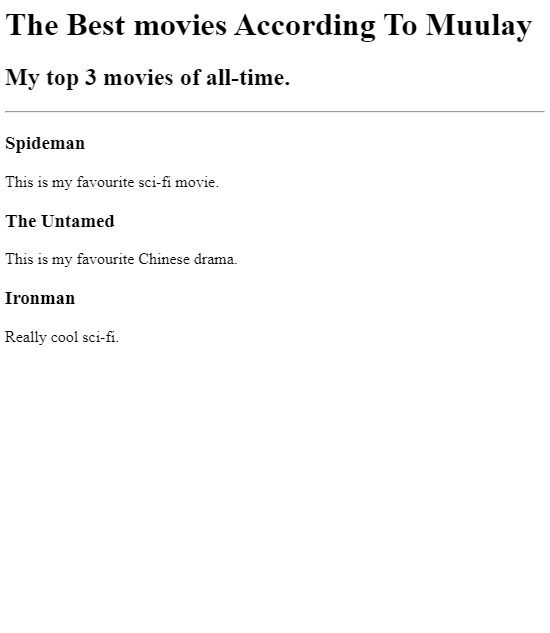 The Best movies According To Muulay
My top 3 movies of all-time.
Spideman
This is my favourite sci-fi movie.
The Untamed
This is my favourite Chinese drama.
Ironman
Really cool sci-fi.